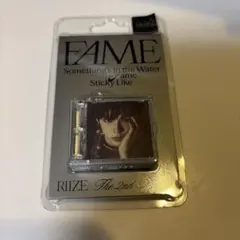 FAME
Something's in the Water
Fame
Sticky Like
RIIZE The 2nd